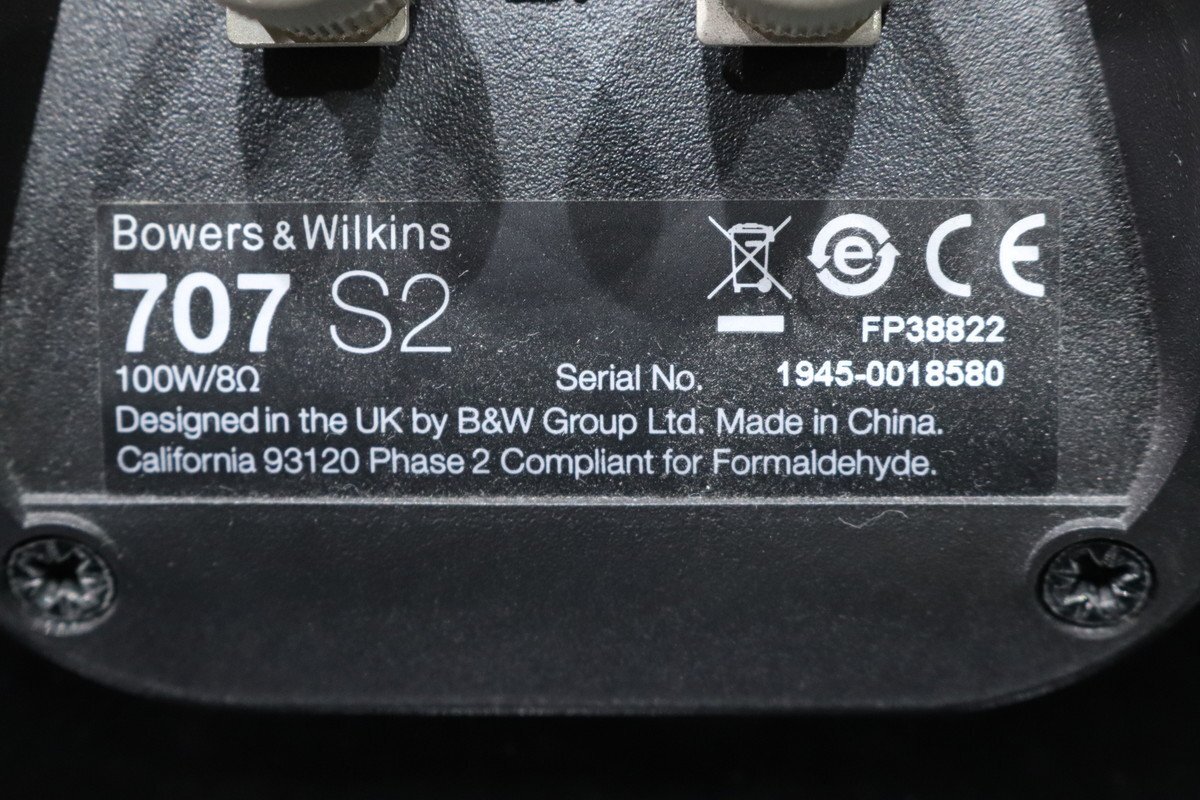 Bowers & Wilkins
707 S2
100W/8Ω
FP38822
Serial No. 1945-0018580
Designed in the UK by B&W Group Ltd. Made in China.
California 93120 Phase 2 Compliant for Formaldehyde.